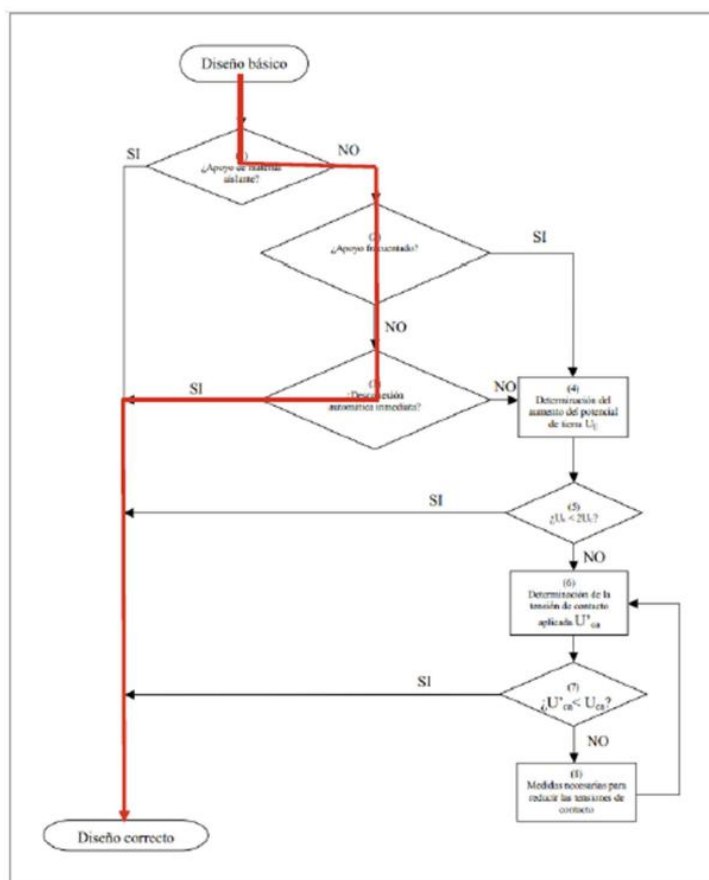 Diseño básico
SI
NO
¿Apoyo de material
aislante?
(2)
¿Apoyo frecuentado?
SI
NO
SI
¿Desconexión
automática inmediata?
NO
(4)
Determinación del
aumento del potencial
de tierra U
SI
(5)
NO
(6)
Determinación de la
tensión de contacto
aplicada U'ca
SI
(7)
¿U'ca< Uca?
NO
Medidas necesarias para
reducir las tensiones de
contacto
Diseño correcto